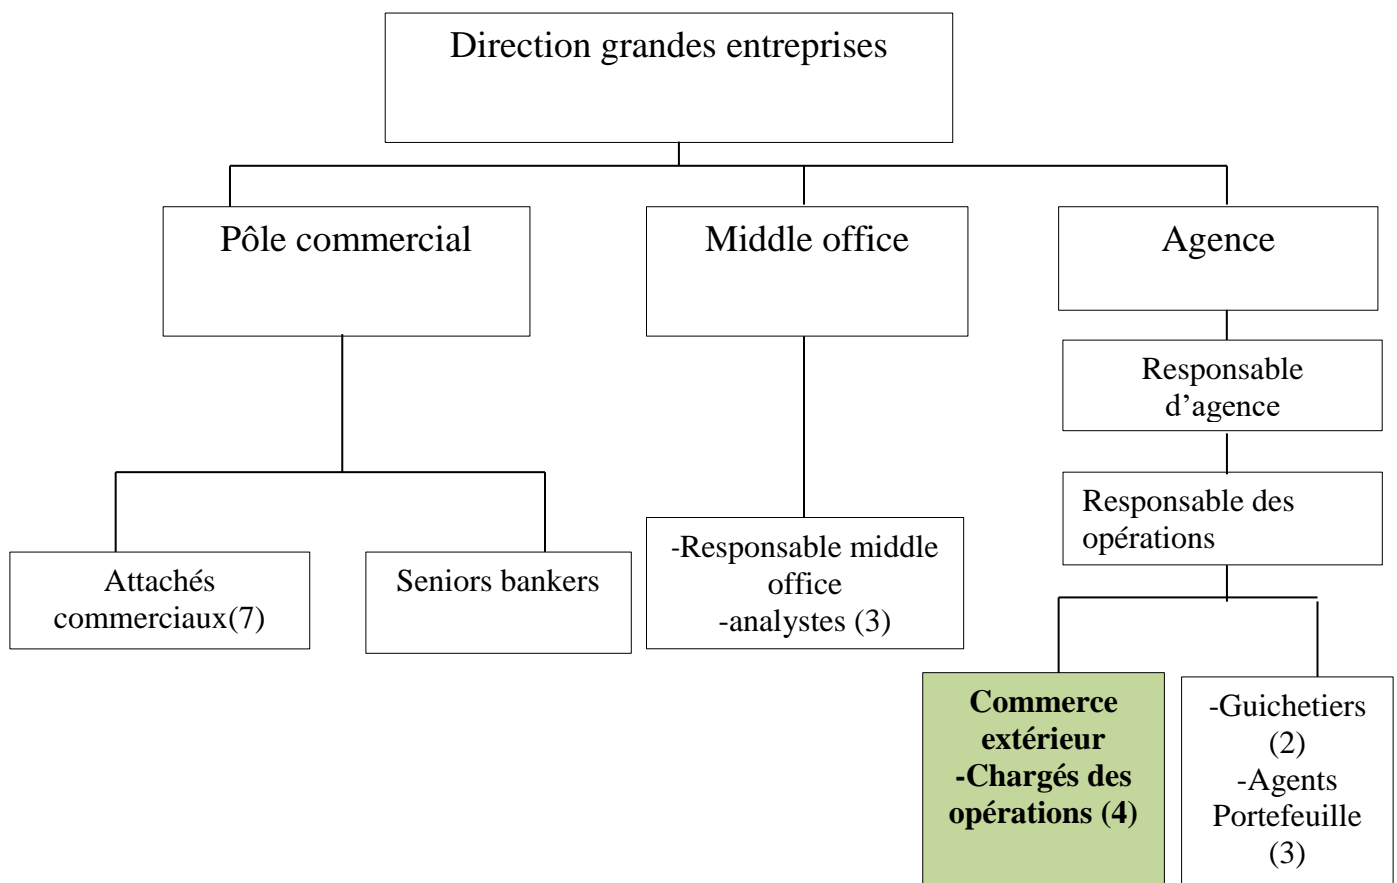 Direction grandes entreprises
Pôle commercial
Middle office
Agence
Responsable
d’agence
Responsable des
opérations
Attachés
commerciaux(7)
Seniors bankers
-Responsable middle
office
-analystes (3)
Commerce
extérieur
-Chargés des
opérations (4)
-Guichetiers
(2)
-Agents
Portefeuille
(3)